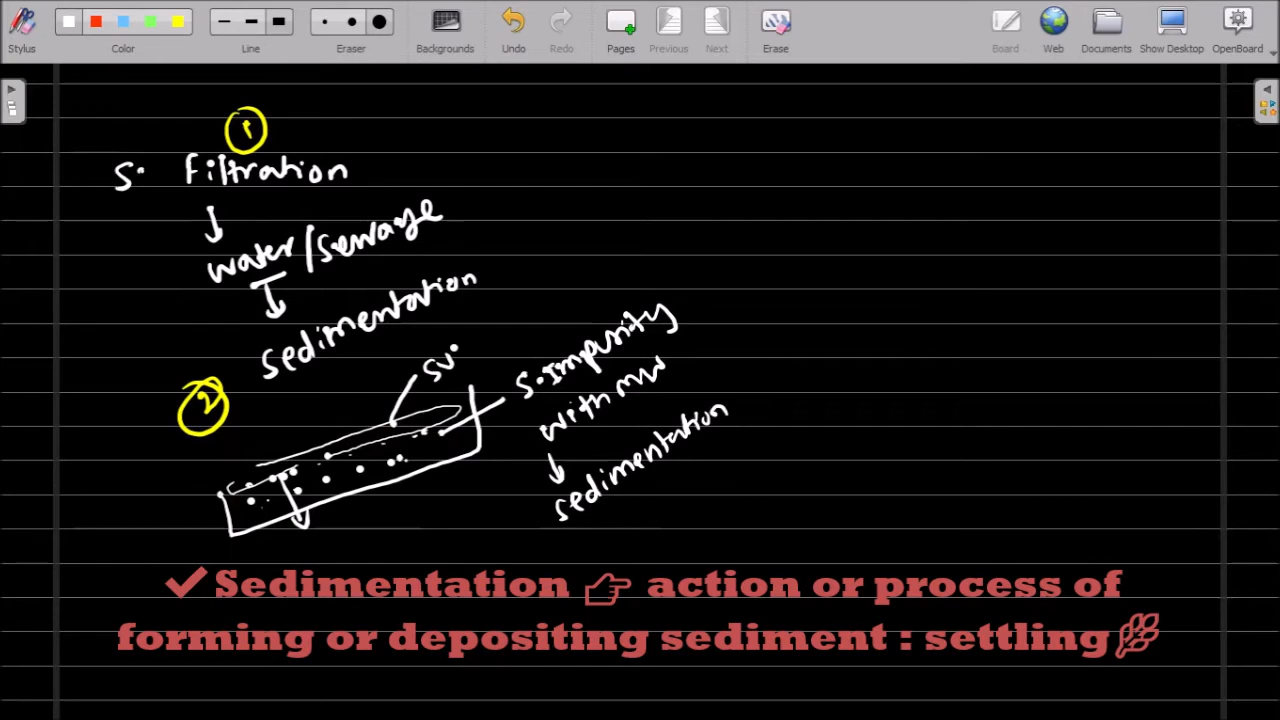 Stylus
Color
Line
Eraser
Backgrounds
Undo
Redo
Pages
Previous
Next
Erase
Board
Web
Documents
Show Desktop
OpenBoard
1
S. Filtration
water/sewage
sedimentation
2
S. Impurity
with
sedimentation
✔Sedimentation 👉 action or process of
forming or depositing sediment : settling